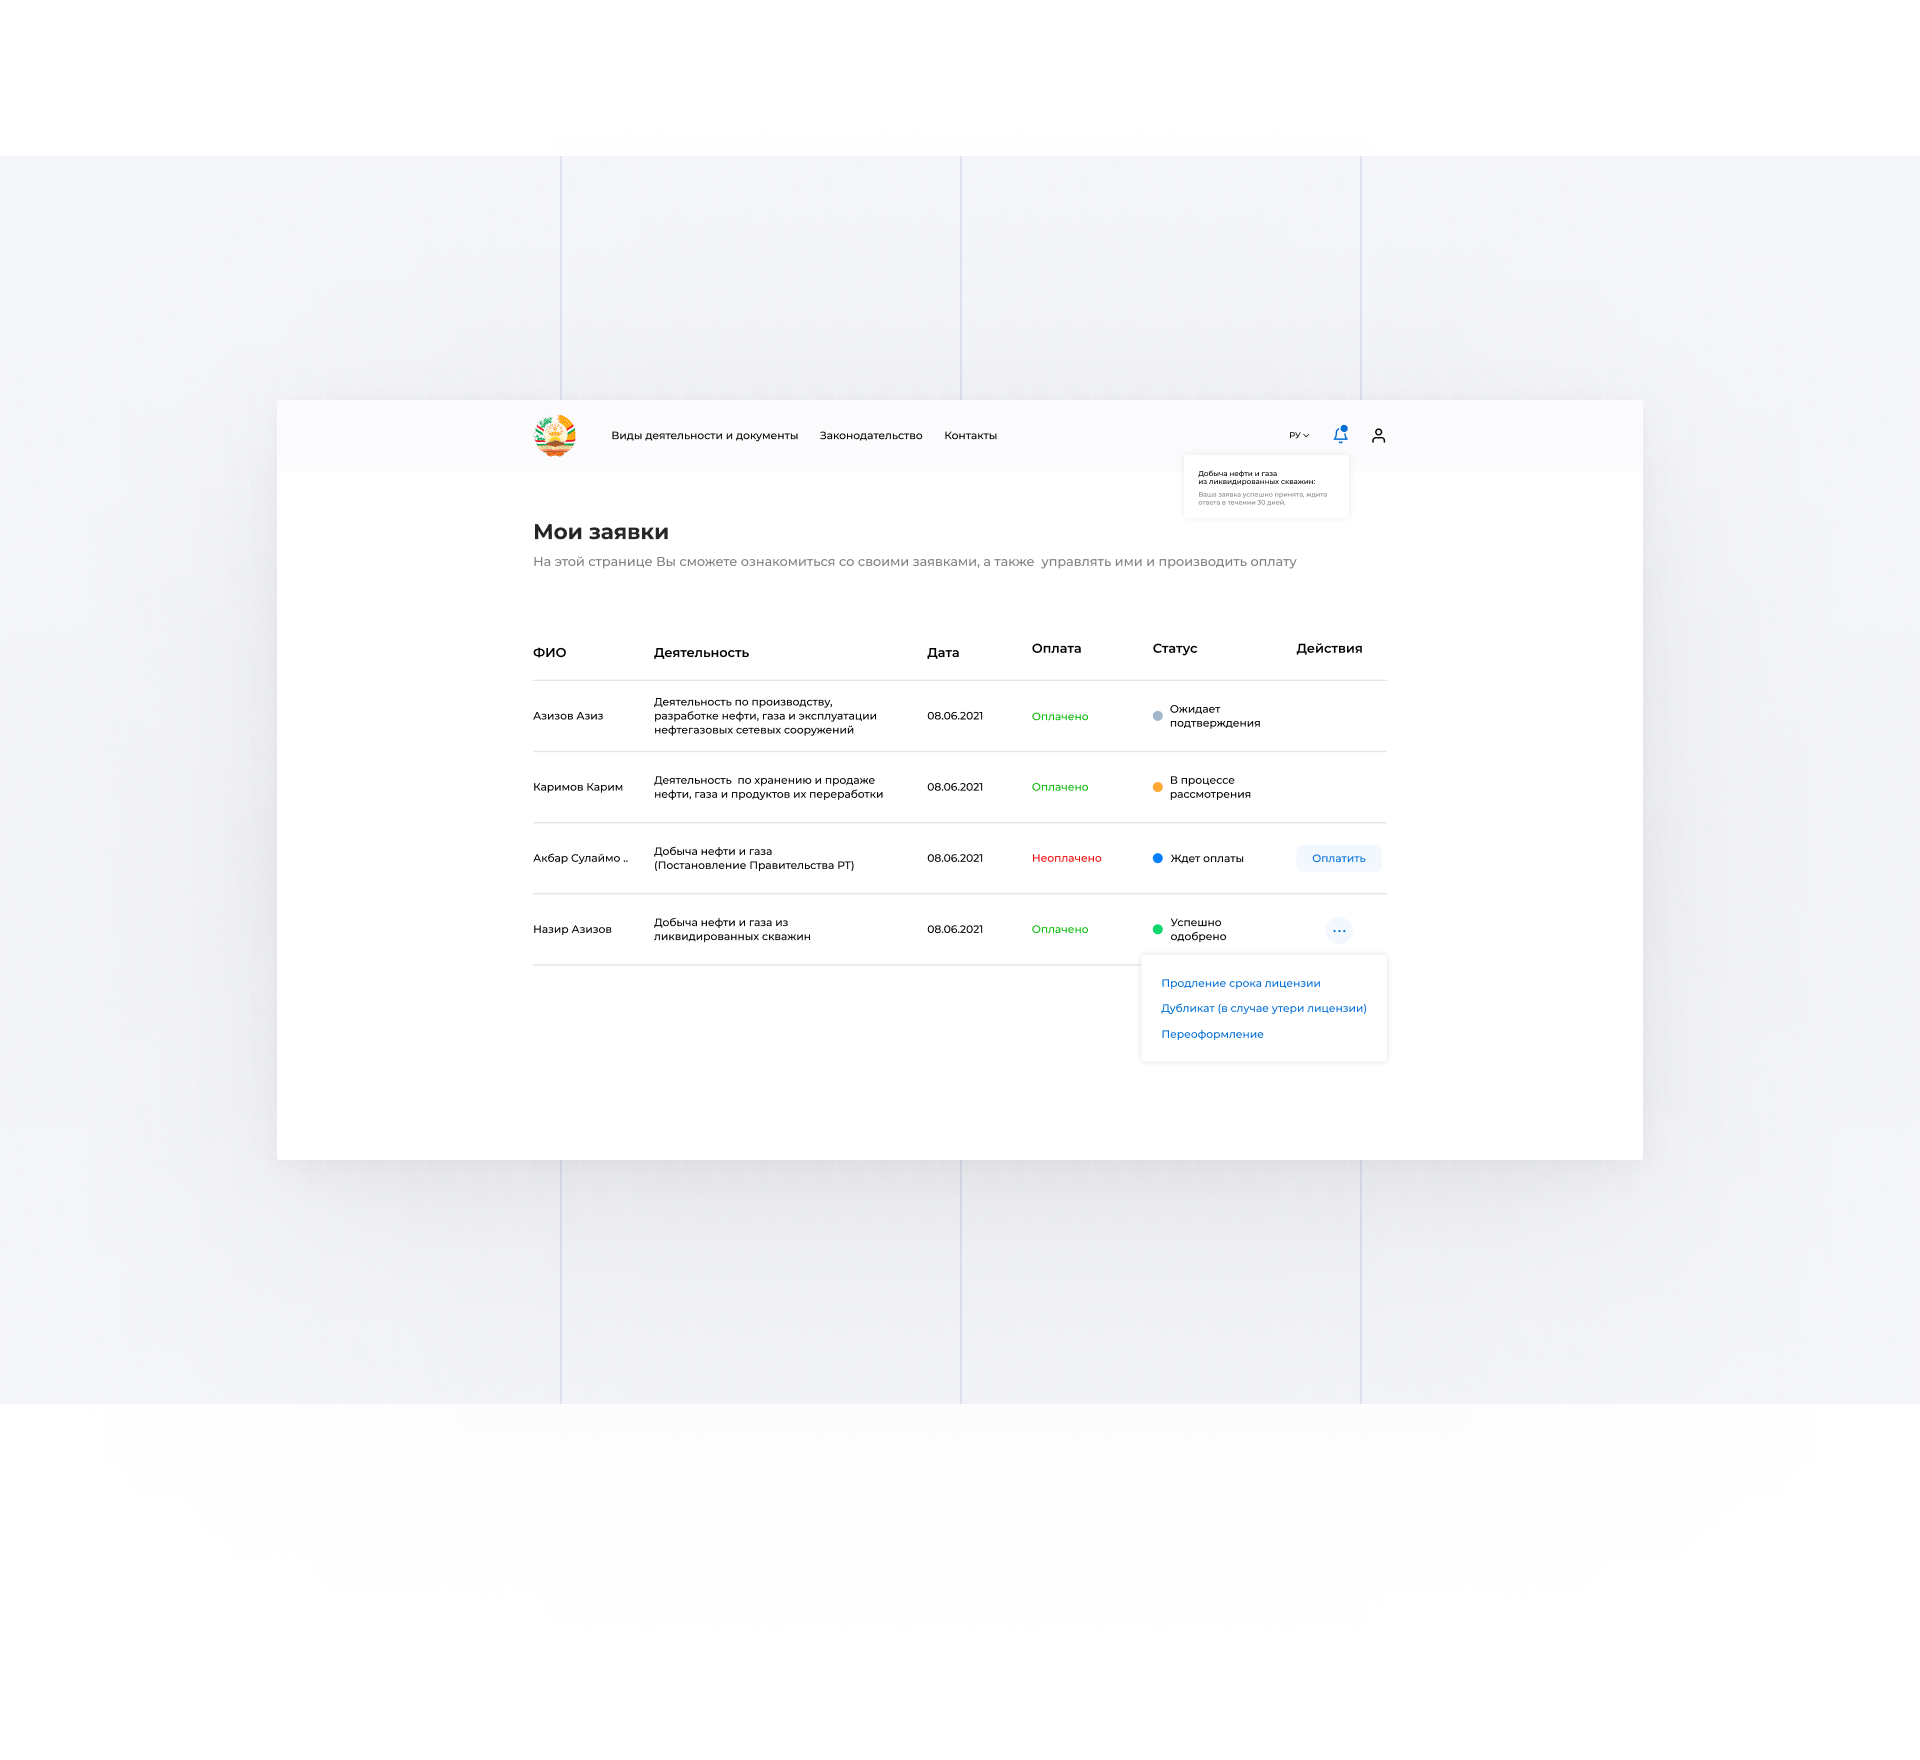 Виды деятельности и документы
Законодательство
Контакты
РУ
Добыча нефти и газа
из ликвидированных скважин:
Ваша заявка успешно принята, ждита
ответа в течении 30 дней.
Мои заявки
На этой странице Вы сможете ознакомиться со своими заявками, а также  управлять ими и производить оплату
ФИО
Деятельность
Дата
Оплата
Статус
Действия
Азизов Азиз
Деятельность по производству,
разработке нефти, газа и эксплуатации
нефтегазовых сетевых сооружений
08.06.2021
Оплачено
Ожидает
подтверждения
Каримов Карим
Деятельность  по хранению и продаже
нефти, газа и продуктов их переработки
08.06.2021
Оплачено
В процессе
рассмотрения
Акбар Сулаймо ..
Добыча нефти и газа
(Постановление Правительства РТ)
08.06.2021
Неоплачено
Ждет оплаты
Оплатить
Назир Азизов
Добыча нефти и газа из
ликвидированных скважин
08.06.2021
Оплачено
Успешно
одобрено
Продление срока лицензии
Дубликат (в случае утери лицензии)
Переоформление